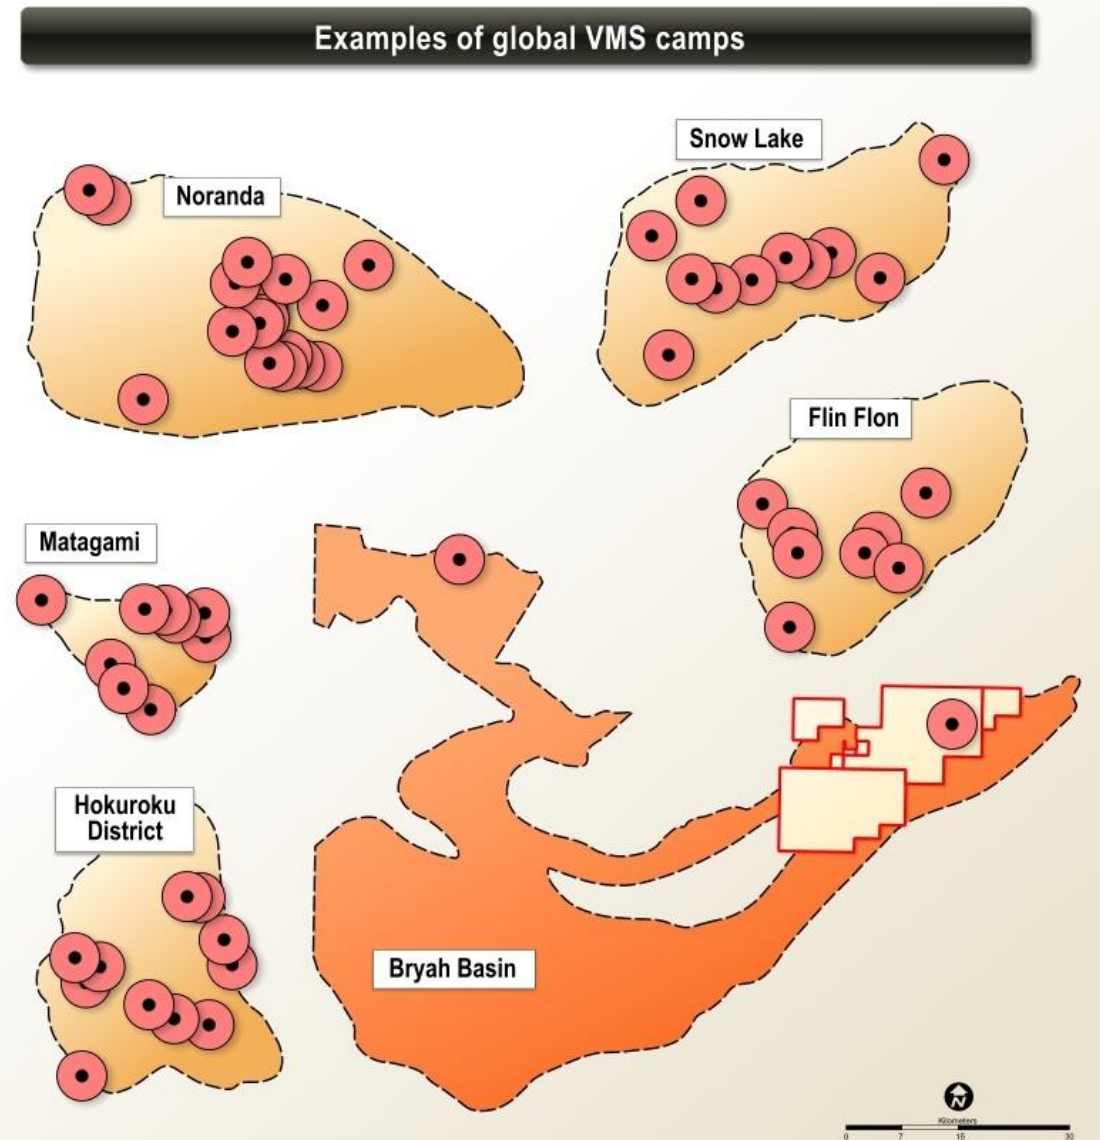 Examples of global VMS camps
Snow Lake
Noranda
Flin Flon
Matagami
Hokuroku
District
Bryah Basin
N
Kilometers
0 7 15 30